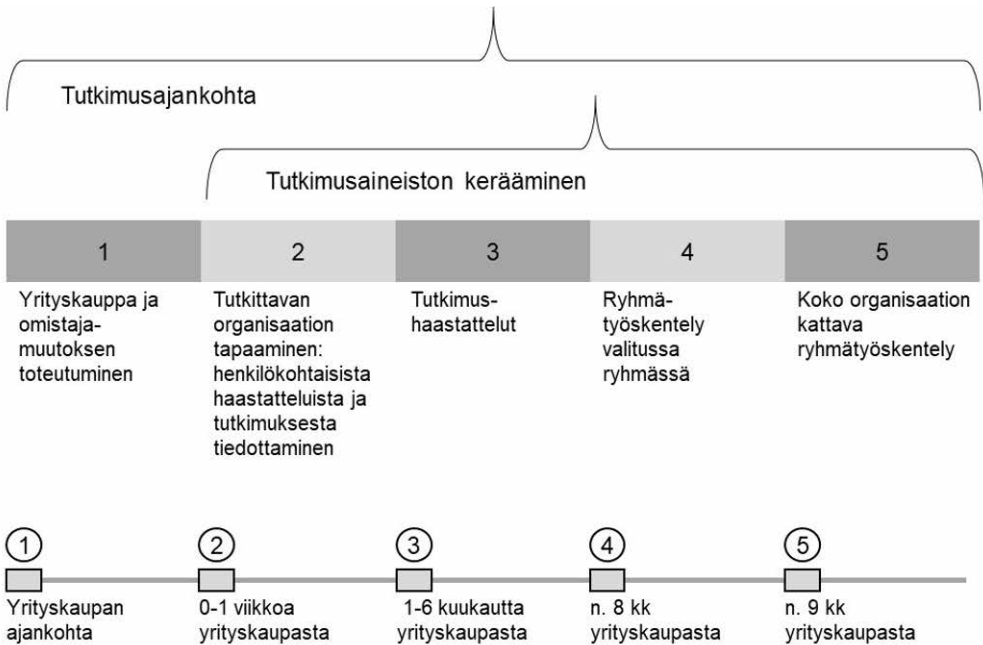 Tutkimusajankohta
Tutkimusaineiston kerääminen
1
2
3
4
5
Yrityskauppa ja
omistaja-
muutoksen
toteutuminen
Tutkittavan
organisaation
tapaaminen:
henkilökohtaisista
haastatteluista ja
tutkimuksesta
tiedottaminen
Tutkimus-
haastattelut
Ryhmä-
työskentely
valitussa
ryhmässä
Koko organisaation
kattava
ryhmätyöskentely
1
2
3
4
5
Yrityskaupan
ajankohta
0-1 viikkoa
yrityskaupasta
1-6 kuukautta
yrityskaupasta
n. 8 kk
yrityskaupasta
n. 9 kk
yrityskaupasta